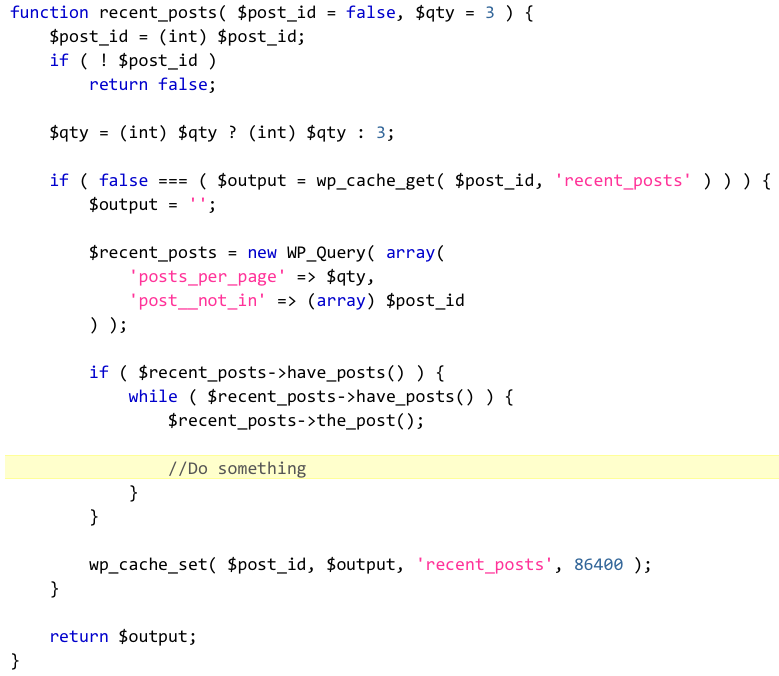 function recent_posts( $post_id = false, $qty = 3 ) {
    $post_id = (int) $post_id;
    if ( ! $post_id )
        return false;

    $qty = (int) $qty ? (int) $qty : 3;

    if ( false === ( $output = wp_cache_get( $post_id, 'recent_posts' ) ) ) {
        $output = '';

        $recent_posts = new WP_Query( array(
            'posts_per_page' => $qty,
            'post__not_in' => (array) $post_id
        ) );

        if ( $recent_posts->have_posts() ) {
            while ( $recent_posts->have_posts() ) {
                $recent_posts->the_post();

                //Do something
            }
        }

        wp_cache_set( $post_id, $output, 'recent_posts', 86400 );
    }

    return $output;
}